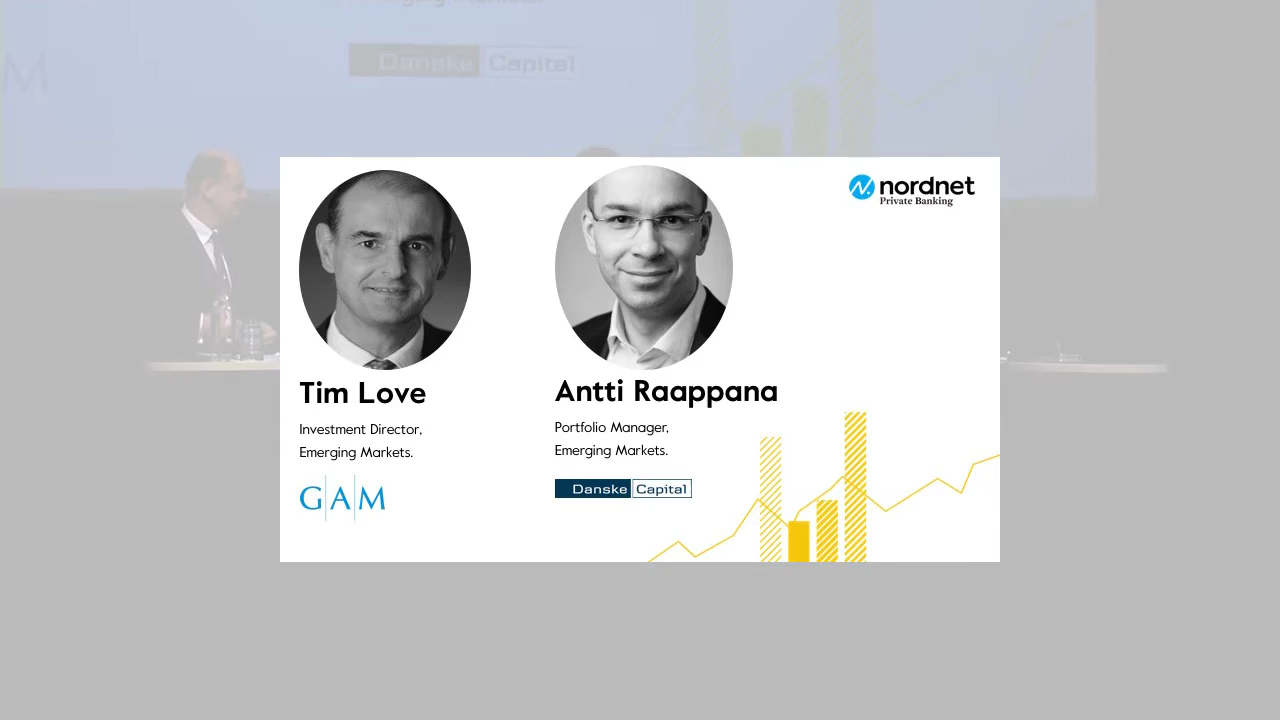 M
Danske Capital
nordnet
Private Banking
Tim Love
Investment Director,
Emerging Markets.
G|A|M
Antti Raappana
Portfolio Manager,
Emerging Markets.
Danske Capital